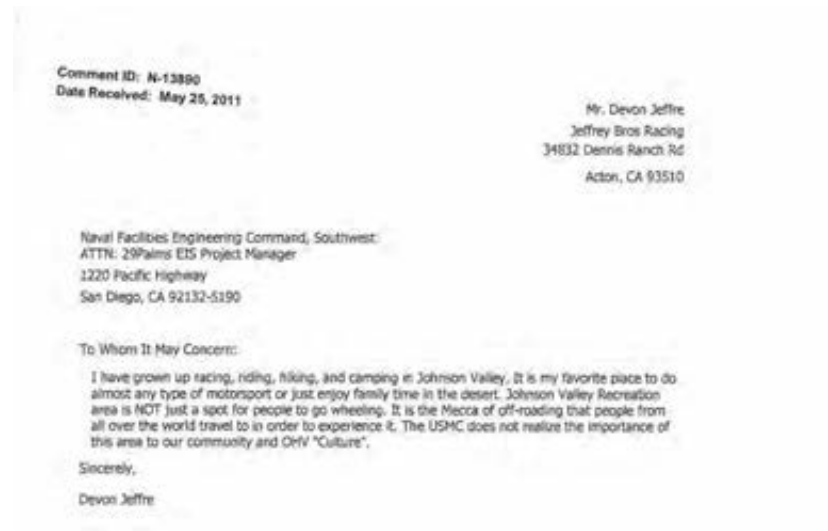 Comment ID: N-13890
Date Received: May 25, 2011
Mr. Devon Jeffre
Jeffrey Bros Racing
34832 Dennis Ranch Rd
Acton, CA 93510
Naval Facilities Engineering Command, Southwest
ATTN: 29Palms EIS Project Manager
1220 Pacific Highway
San Diego, CA 92132-5190
To Whom It May Concern:
I have grown up racing, riding, hiking, and camping in Johnson Valley. It is my favorite place to do
almost any type of motorsport or just enjoy family time in the desert. Johnson Valley Recreation
area is NOT just a spot for people to go wheeling. It is the Mecca of off-roading that people from
all over the world travel to in order to experience it. The USMC does not realize the importance of
this area to our community and OHV "Culture".
Sincerely,
Devon Jeffre